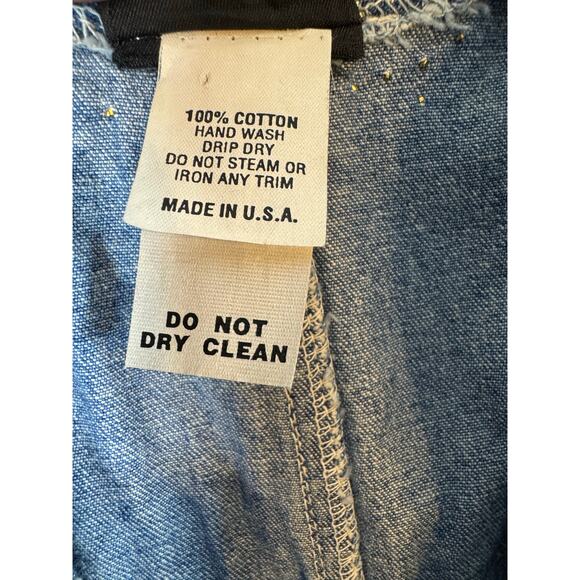 100% COTTON
HAND WASH
DRIP DRY
DO NOT STEAM OR
IRON ANY TRIM
MADE IN U.S.A.
DO NOT
DRY CLEAN